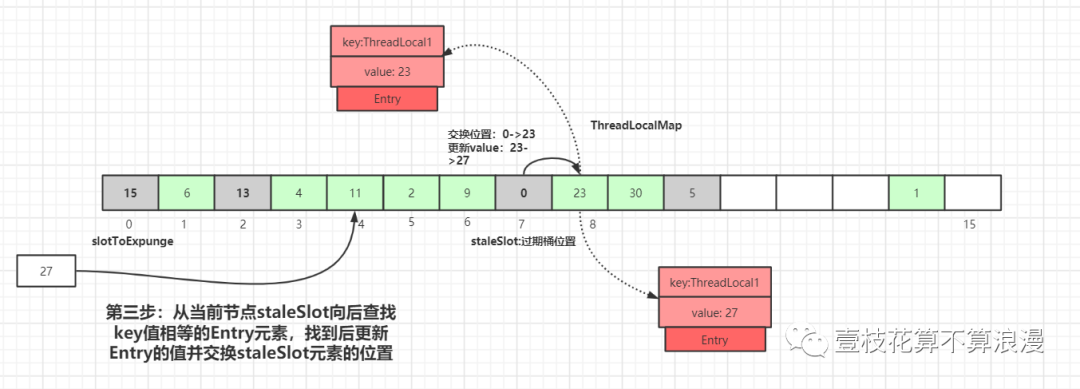 key:ThreadLocal1
value: 23
Entry
交换位置：0->23
更新value：23-
>27
ThreadLocalMap
15 6 13 4 11 2 9 0 23 30 5 1
0 1 2 3 4 5 6 7 8 15
slotToExpunge
staleSlot:过期桶位置
27
key:ThreadLocal1
value: 27
Entry
第三步：从当前节点staleSlot向后查找
key值相等的Entry元素，找到后更新
Entry的值并交换staleSlot元素的位置
壹枝花算不算浪漫